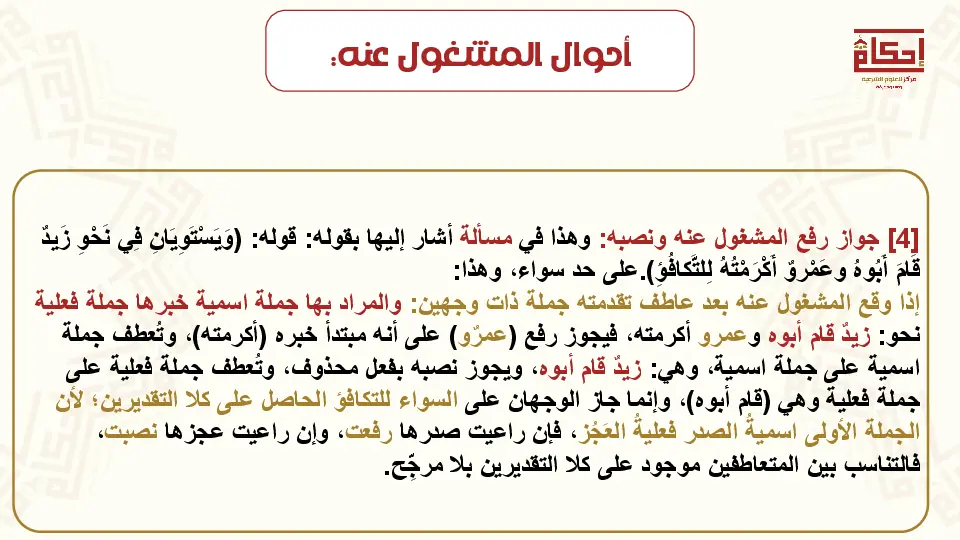 أحوال المشغول عنه:
إحكام
مركز للعلوم الشرعية
[4] جواز رفع المشغول عنه ونصبه: وهذا في مسألة أشار إليها بقوله: قوله: (وَيَسْتَوِيَانِ فِي نَحْوِ زَيدٌ
قَامَ أَبُوهُ وعَمْروٌ أَكْرَمْتُهُ لِلتَّكافُؤِ).على حد سواء، وهذا:
إذا وقع المشغول عنه بعد عاطف تقدمته جملة ذات وجهين: والمراد بها جملة اسمية خبرها جملة فعلية
نحو: زيدٌ قام أبوه وعمرو أكرمته، فيجوز رفع (عمرٌو) على أنه مبتدأ خبره (أكرمته)، وتُعطف جملة
اسمية على جملة اسمية، وهي: زيدٌ قام أبوه، ويجوز نصبه بفعل محذوف، وتُعطف جملة فعلية على
جملة فعلية وهي (قام أبوه)، وإنما جاز الوجهان على السواء للتكافؤ الحاصل على كلا التقديرين؛ لأن
الجملة الأولى اسميةُ الصدر فعليةُ العَجُز، فإن راعيت صدرها رفعت، وإن راعيت عجزها نصبت،
فالتناسب بين المتعاطفين موجود على كلا التقديرين بلا مرجِّح.